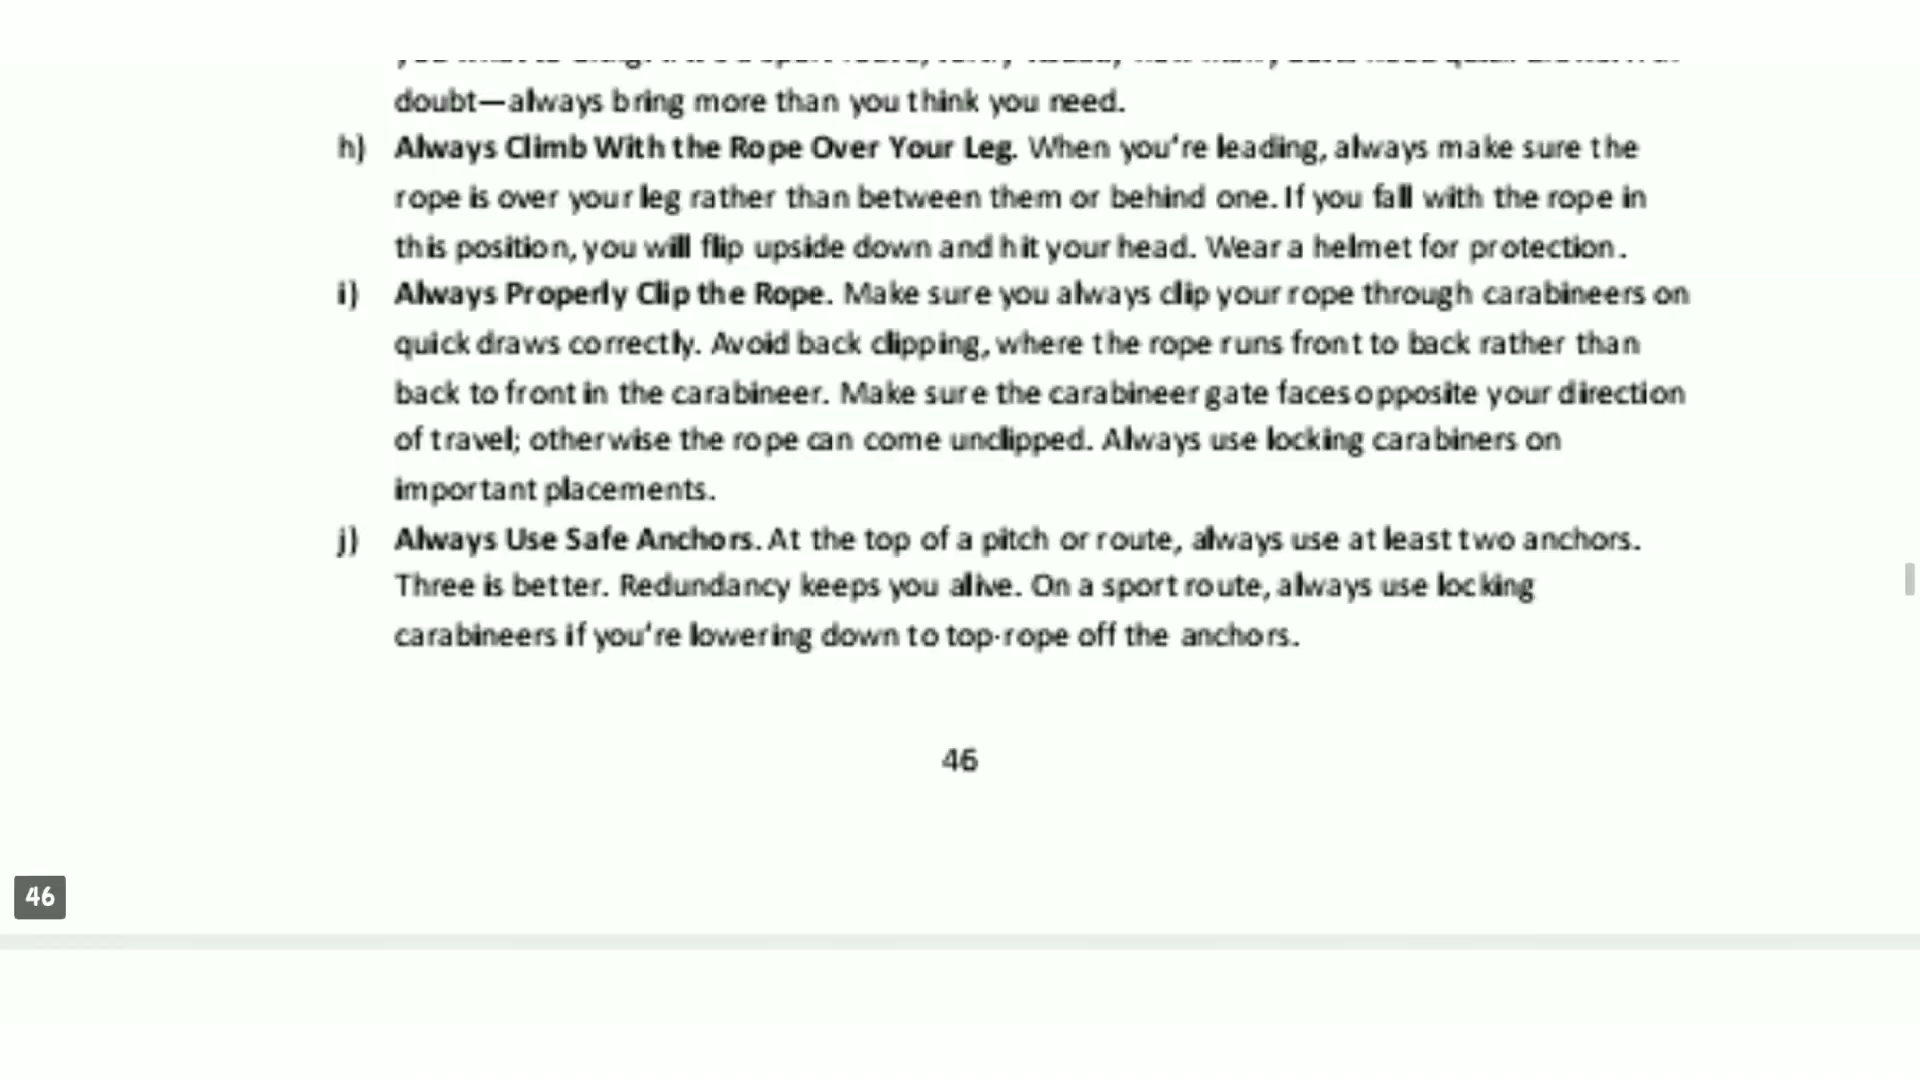 doubt—always bring more than you think you need.
h) Always Climb With the Rope Over Your Leg. When you're leading, always make sure the
rope is over your leg rather than between them or behind one. If you fall with the rope in
this position, you will flip upside down and hit your head. Wear a helmet for protection.
i) Always Properly Clip the Rope. Make sure you always clip your rope through carabineers on
quick draws correctly. Avoid back clipping, where the rope runs front to back rather than
back to front in the carabineer. Make sure the carabineer gate faces opposite your direction
of travel; otherwise the rope can come unclipped. Always use locking carabiners on
important placements.
j) Always Use Safe Anchors. At the top of a pitch or route, always use at least two anchors.
Three is better. Redundancy keeps you alive. On a sport route, always use locking
carabineers if you're lowering down to top-rope off the anchors.
46
46